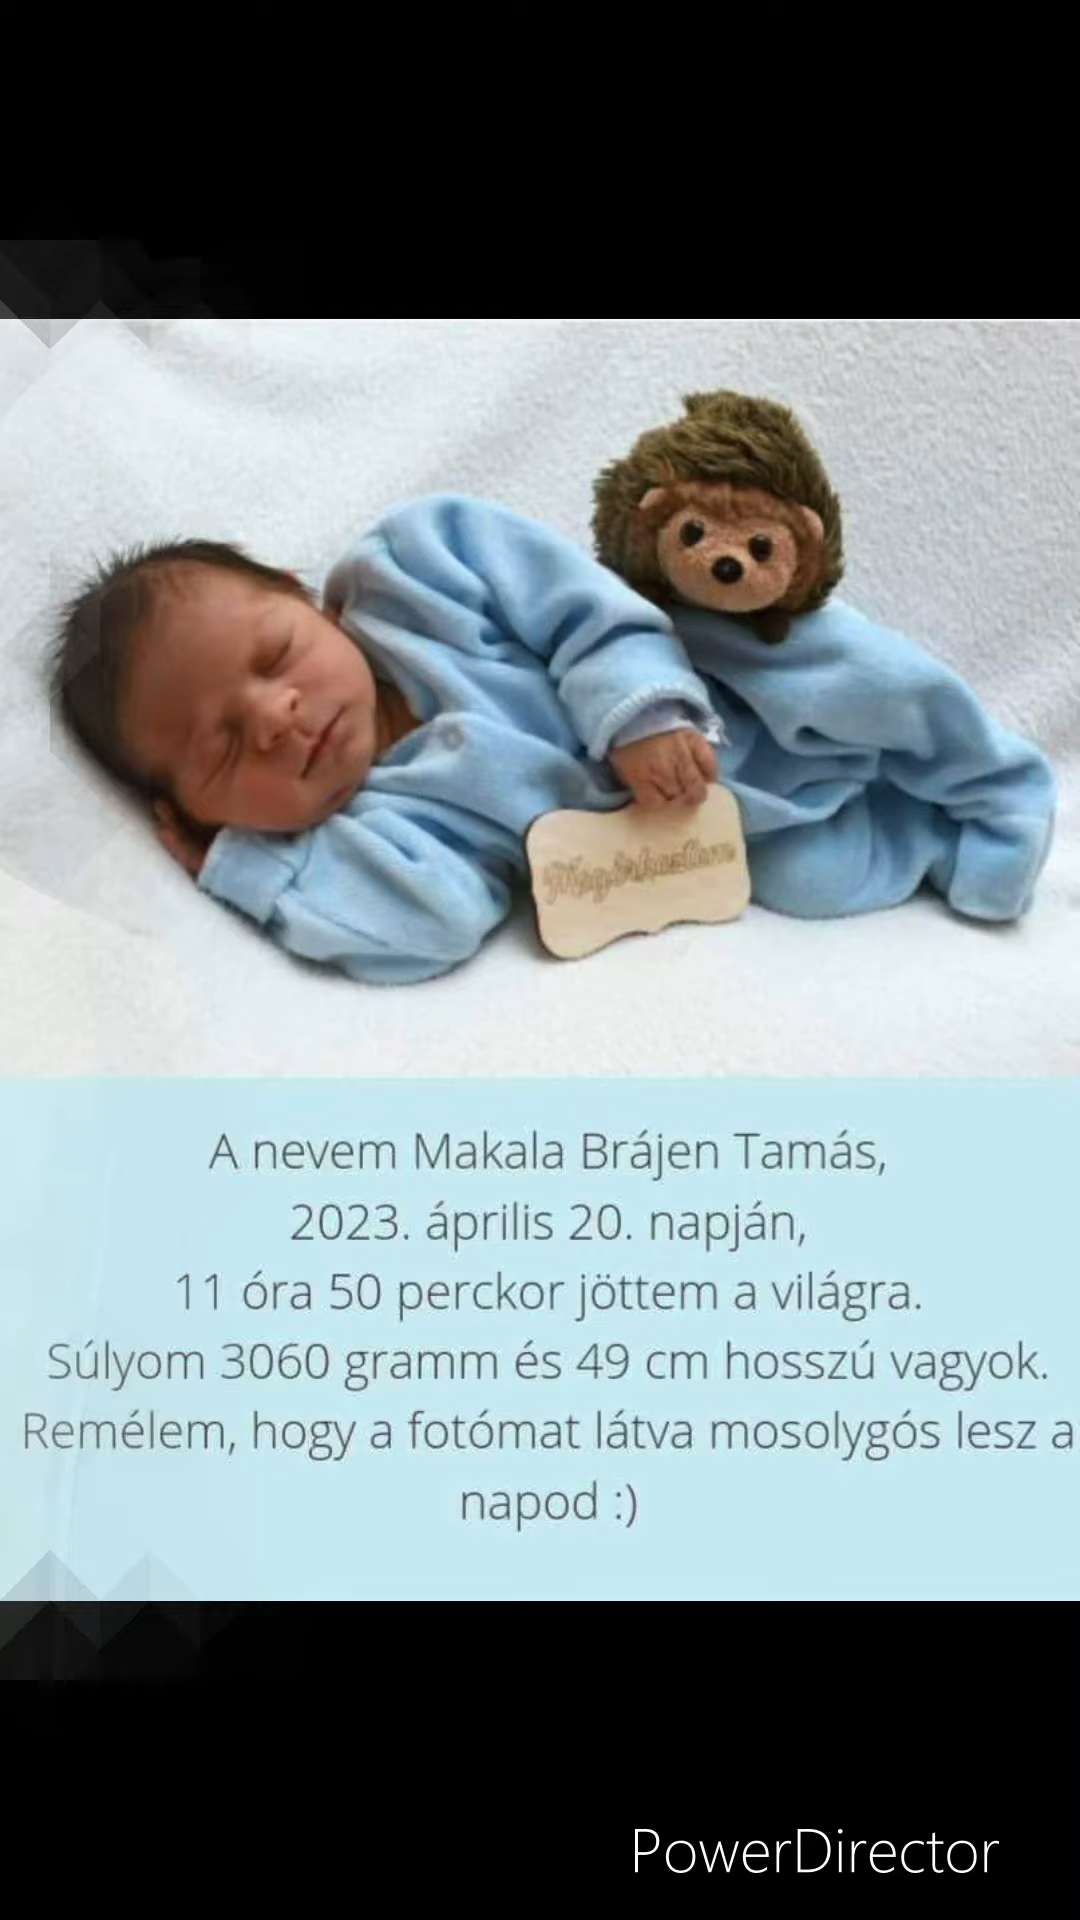 Megérkeztem
A nevem Makala Brájen Tamás,
2023. április 20. napján,
11 óra 50 perckor jöttem a világra.
Súlyom 3060 gramm és 49 cm hosszú vagyok.
Remélem, hogy a fotómat látva mosolygós lesz a
napod :)
PowerDirector